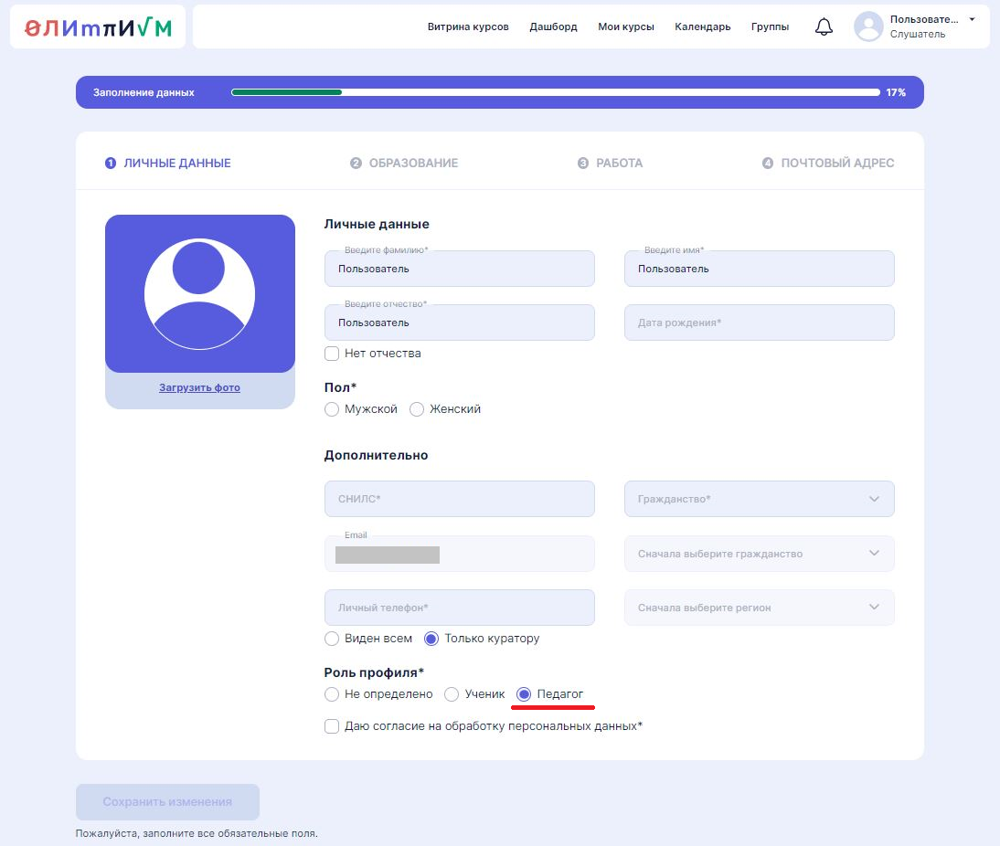 ОЛИmπИ√М
Витрина курсов Дашборд Мои курсы Календарь Группы
Пользовате...
Слушатель
Заполнение данных 17%
1 ЛИЧНЫЕ ДАННЫЕ 2 ОБРАЗОВАНИЕ 3 РАБОТА 4 ПОЧТОВЫЙ АДРЕС
Загрузить фото
Личные данные
Введите фамилию* Введите имя*
Пользователь Пользователь
Введите отчество*
Пользователь Дата рождения*
Нет отчества
Пол*
Мужской Женский
Дополнительно
СНИЛС* Гражданство*
Email
Сначала выберите гражданство
Личный телефон* Сначала выберите регион
Виден всем Только куратору
Роль профиля*
Не определено Ученик Педагог
Даю согласие на обработку персональных данных*
Сохранить изменения
Пожалуйста, заполните все обязательные поля.